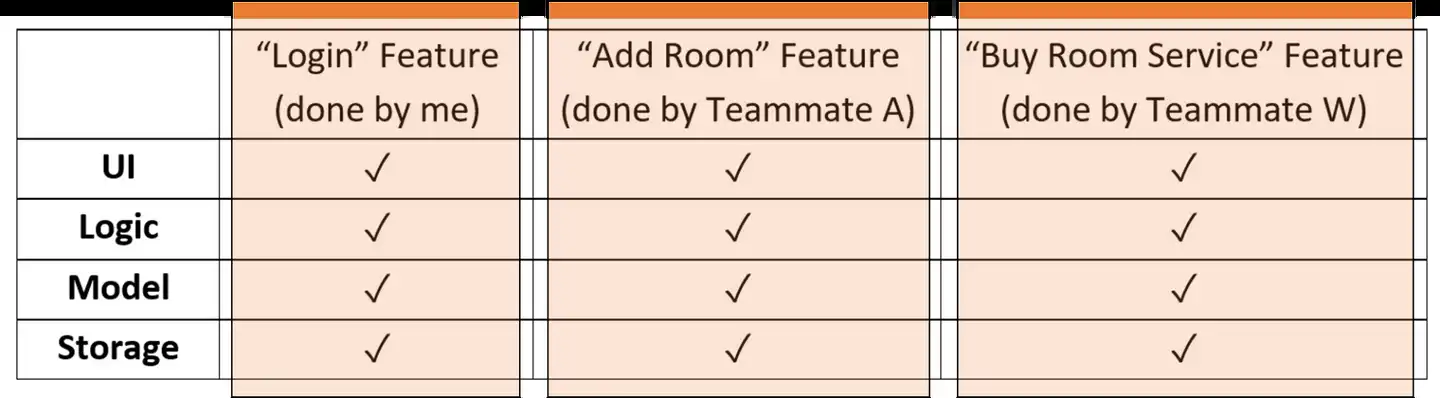 “Login” Feature
(done by me)
“Add Room” Feature
(done by Teammate A)
“Buy Room Service” Feature
(done by Teammate W)
UI ✓ ✓ ✓
Logic ✓ ✓ ✓
Model ✓ ✓ ✓
Storage ✓ ✓ ✓